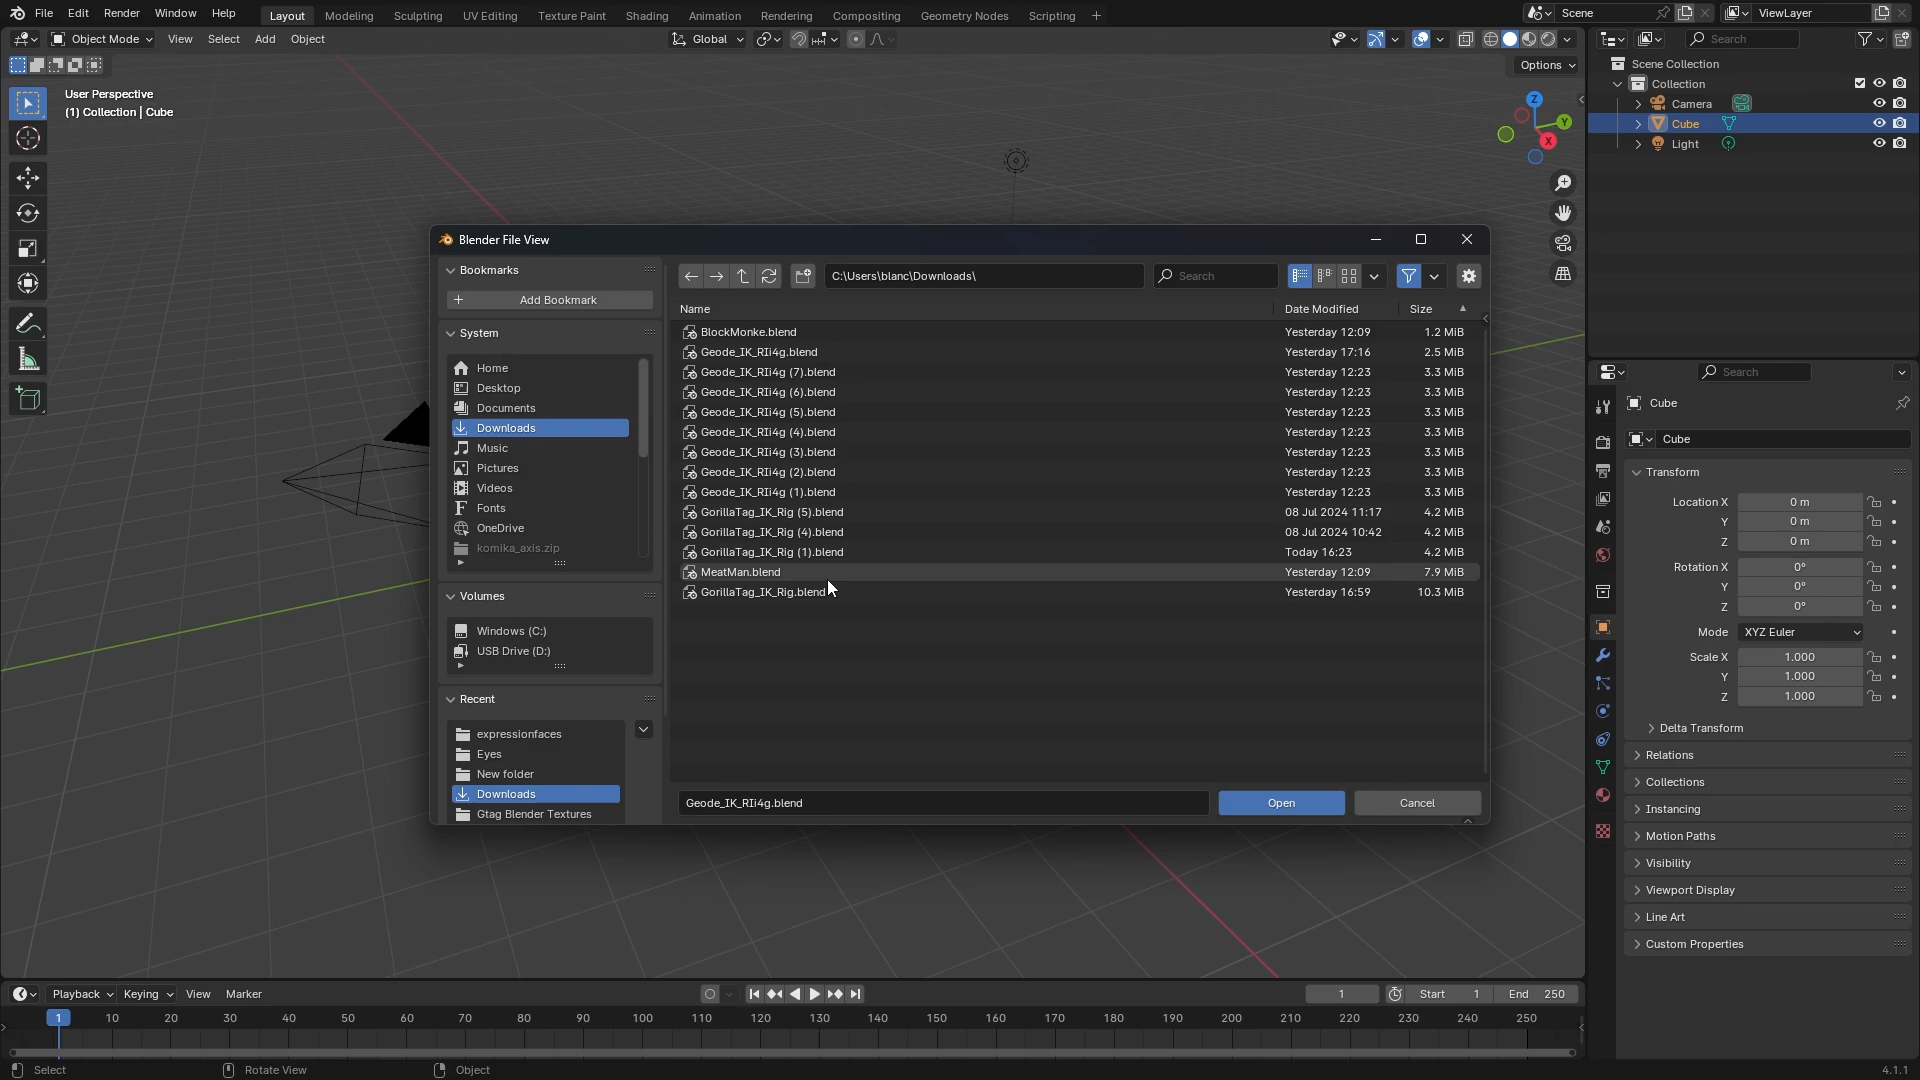 File Edit Render Window Help Layout Modeling Sculpting UV Editing Texture Paint Shading Animation Rendering Compositing Geometry Nodes Scripting Scene ViewLayer
Object Mode View Select Add Object Global Search
Options
User Perspective
(1) Collection | Cube
Scene Collection
Collection
Camera
Cube
Light
Z
Y
X
Blender File View
Bookmarks
Add Bookmark
System
Home
Desktop
Documents
Downloads
Music
Pictures
Videos
Fonts
OneDrive
komika_axis.zip
Volumes
Windows (C:)
USB Drive (D:)
Recent
expressionfaces
Eyes
New folder
Downloads
Gtag Blender Textures
C:\Users\blanc\Downloads\ Search
Name Date Modified Size
BlockMonke.blend Yesterday 12:09 1.2 MiB
Geode_IK_RIi4g.blend Yesterday 17:16 2.5 MiB
Geode_IK_RIi4g (7).blend Yesterday 12:23 3.3 MiB
Geode_IK_RIi4g (6).blend Yesterday 12:23 3.3 MiB
Geode_IK_RIi4g (5).blend Yesterday 12:23 3.3 MiB
Geode_IK_RIi4g (4).blend Yesterday 12:23 3.3 MiB
Geode_IK_RIi4g (3).blend Yesterday 12:23 3.3 MiB
Geode_IK_RIi4g (2).blend Yesterday 12:23 3.3 MiB
Geode_IK_RIi4g (1).blend Yesterday 12:23 3.3 MiB
GorillaTag_IK_Rig (5).blend 08 Jul 2024 11:17 4.2 MiB
GorillaTag_IK_Rig (4).blend 08 Jul 2024 10:42 4.2 MiB
GorillaTag_IK_Rig (1).blend Today 16:23 4.2 MiB
MeatMan.blend Yesterday 12:09 7.9 MiB
GorillaTag_IK_Rig.blend Yesterday 16:59 10.3 MiB
Geode_IK_RIi4g.blend Open Cancel
Search
Cube
Cube
Transform
Location X 0 m
Y 0 m
Z 0 m
Rotation X 0°
Y 0°
Z 0°
Mode XYZ Euler
Scale X 1.000
Y 1.000
Z 1.000
Delta Transform
Relations
Collections
Instancing
Motion Paths
Visibility
Viewport Display
Line Art
Custom Properties
Playback Keying View Marker 1 Start 1 End 250
1 10 20 30 40 50 60 70 80 90 100 110 120 130 140 150 160 170 180 190 200 210 220 230 240 250
Select Rotate View Object 4.1.1